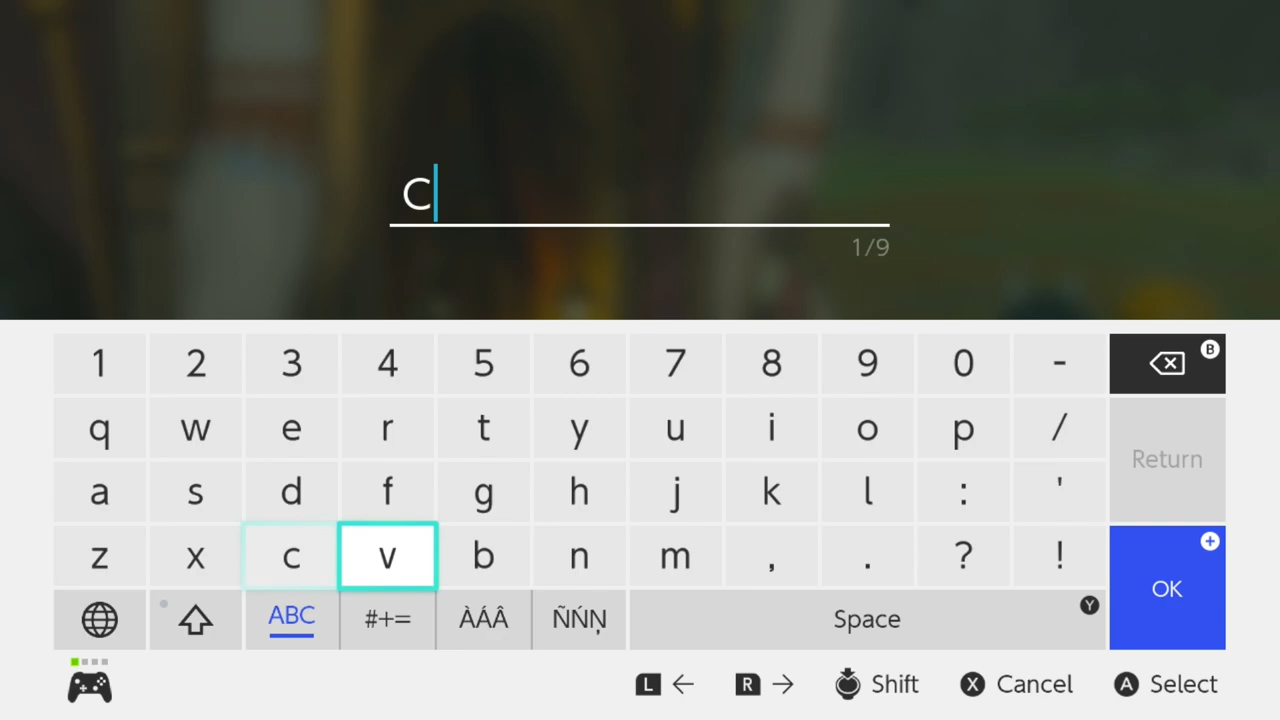 C
1/9
1 2 3 4 5 6 7 8 9 0 - B
q w e r t y u i o p / Return
a s d f g h j k l : '
z x c v b n m , . ? ! + OK
ABC #+= ÀÁÂ ÑŃŅ Space Y
L ← R → Shift X Cancel A Select